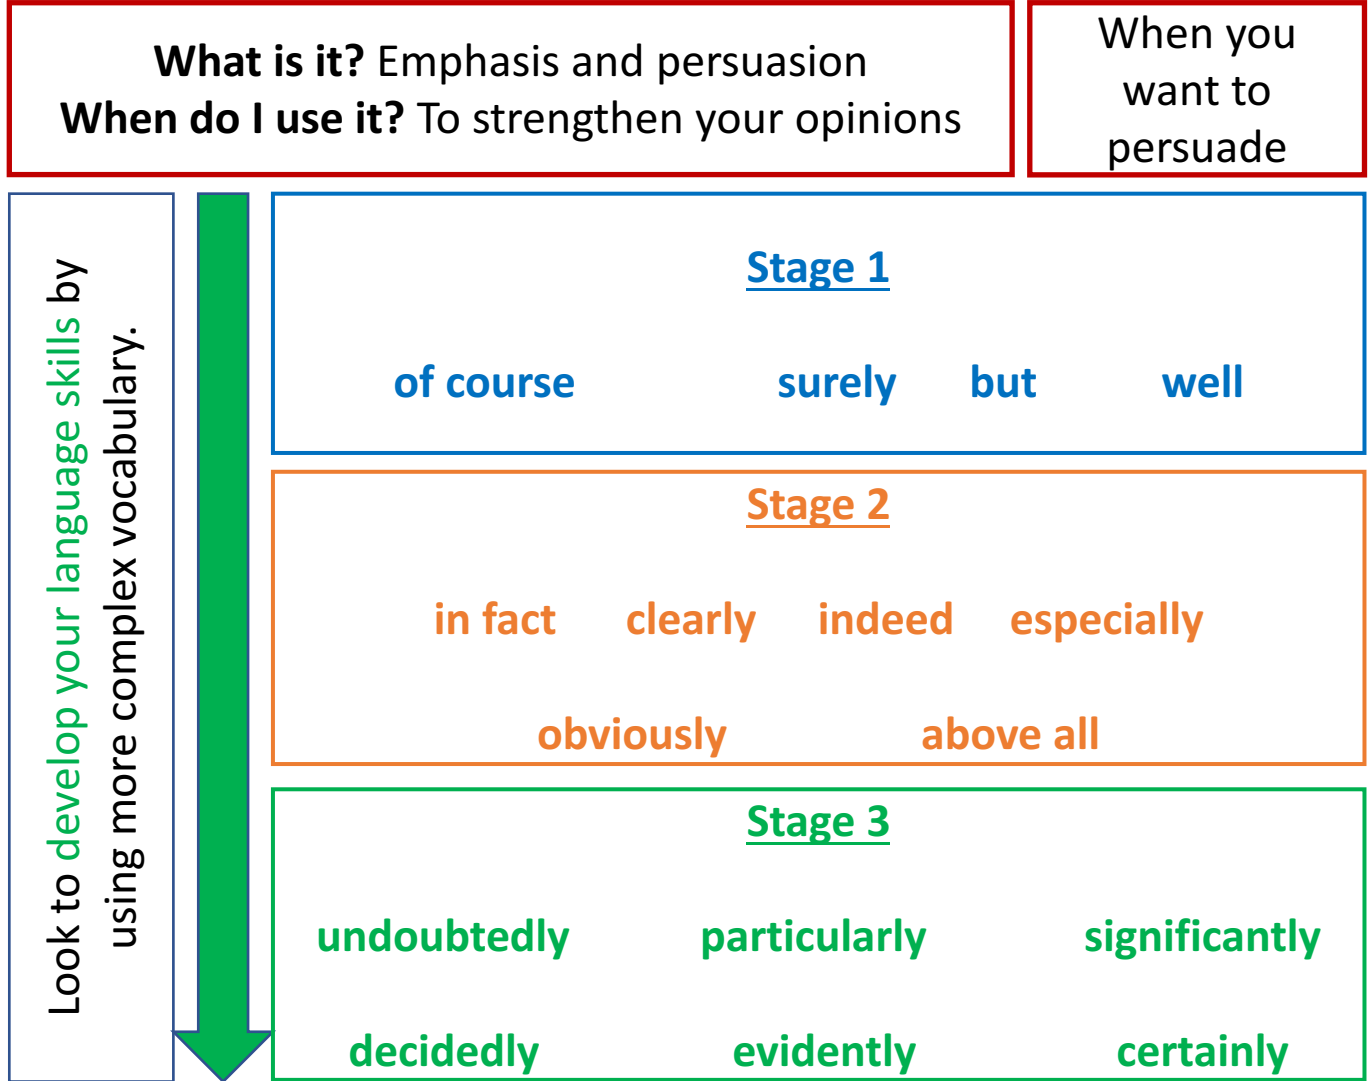 What is it? Emphasis and persuasion
When do I use it? To strengthen your opinions
When you
want to
persuade
Look to develop your language skills by
using more complex vocabulary.
Stage 1
of course surely but well
Stage 2
in fact clearly indeed especially
obviously above all
Stage 3
undoubtedly particularly significantly
decidedly evidently certainly